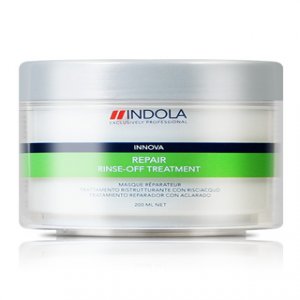 INDOLA
EXCLUSIVELY PROFESSIONAL
INNOVA
REPAIR
RINSE-OFF TREATMENT
MASQUE RÉPARATEUR
TRATTAMENTO RISTRUTTURANTE CON RISCIACQUO
TRATAMIENTO REPARADOR CON ACLARADO
200 ML NET